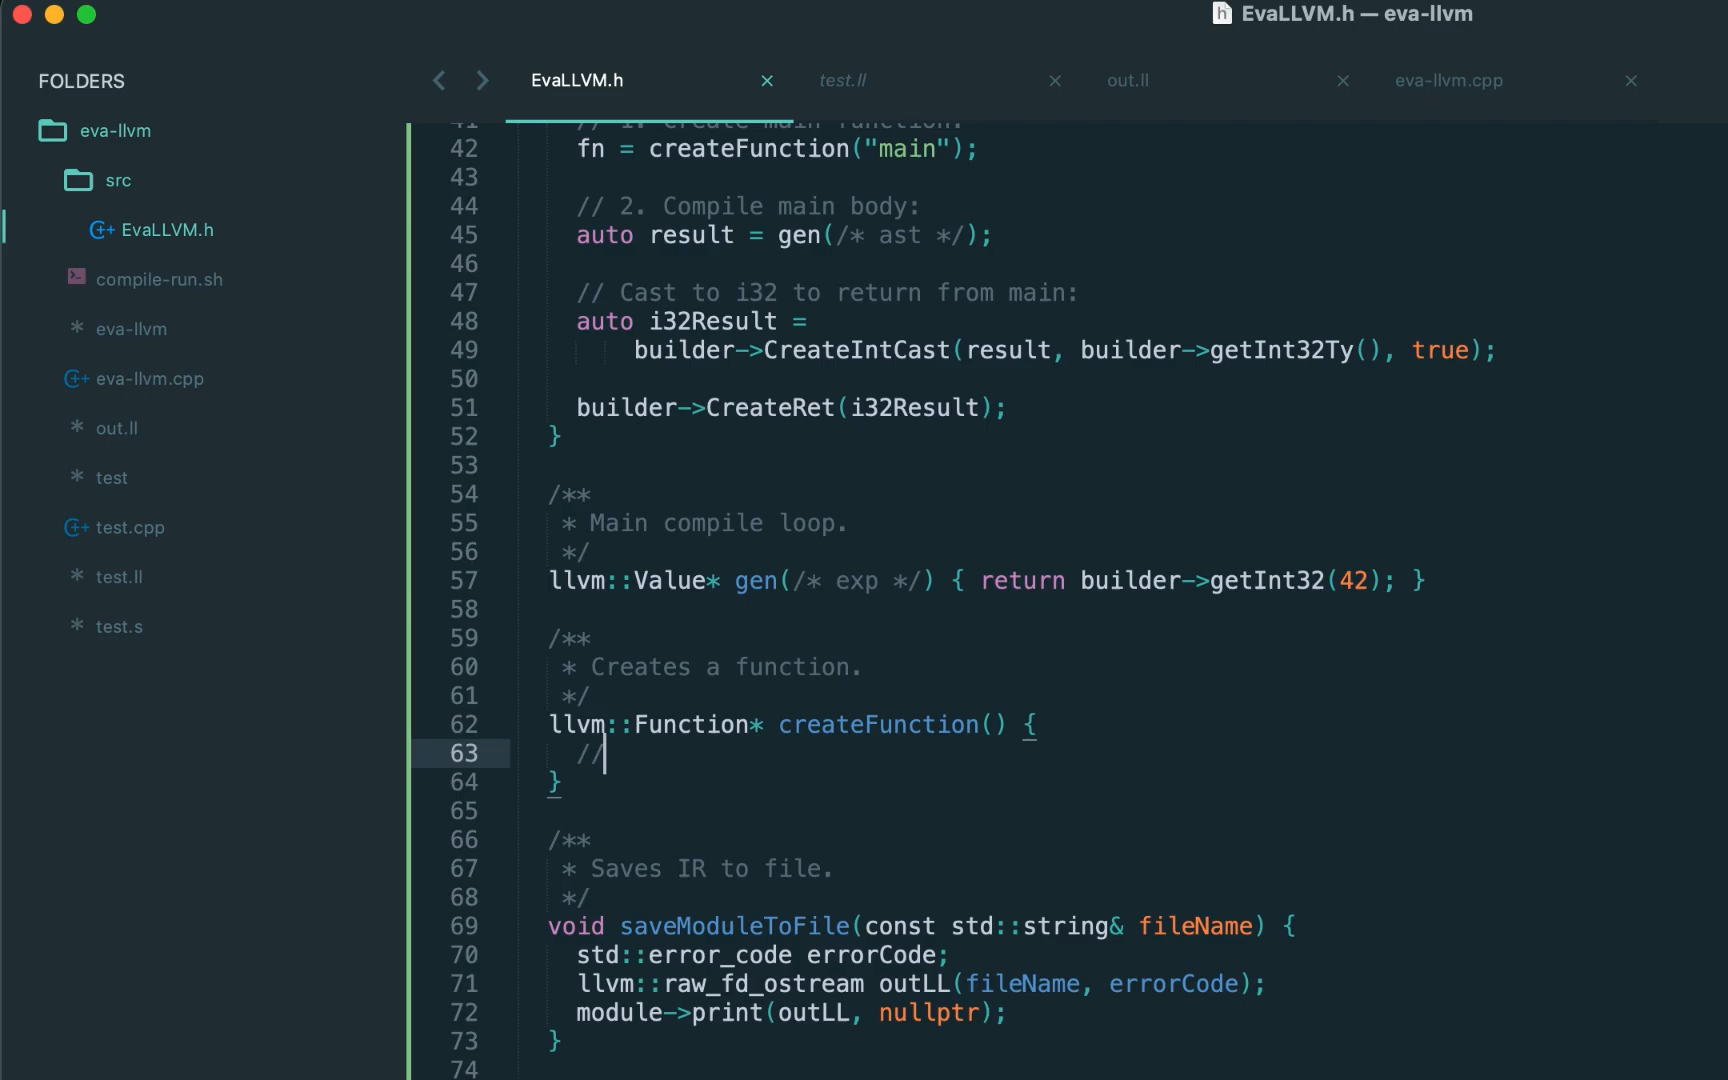 EvaLLVM.h — eva-llvm
FOLDERS
eva-llvm
src
EvaLLVM.h
compile-run.sh
eva-llvm
eva-llvm.cpp
out.ll
test
test.cpp
test.ll
test.s
EvaLLVM.h
test.ll
out.ll
eva-llvm.cpp
41 // 1. Create main function:
42 fn = createFunction("main");
43
44 // 2. Compile main body:
45 auto result = gen(/* ast */);
46
47 // Cast to i32 to return from main:
48 auto i32Result =
49 builder->CreateIntCast(result, builder->getInt32Ty(), true);
50
51 builder->CreateRet(i32Result);
52 }
53
54 /**
55 * Main compile loop.
56 */
57 llvm::Value* gen(/* exp */) { return builder->getInt32(42); }
58
59 /**
60 * Creates a function.
61 */
62 llvm::Function* createFunction() {
63 //
64 }
65
66 /**
67 * Saves IR to file.
68 */
69 void saveModuleToFile(const std::string& fileName) {
70 std::error_code errorCode;
71 llvm::raw_fd_ostream outLL(fileName, errorCode);
72 module->print(outLL, nullptr);
73 }
74